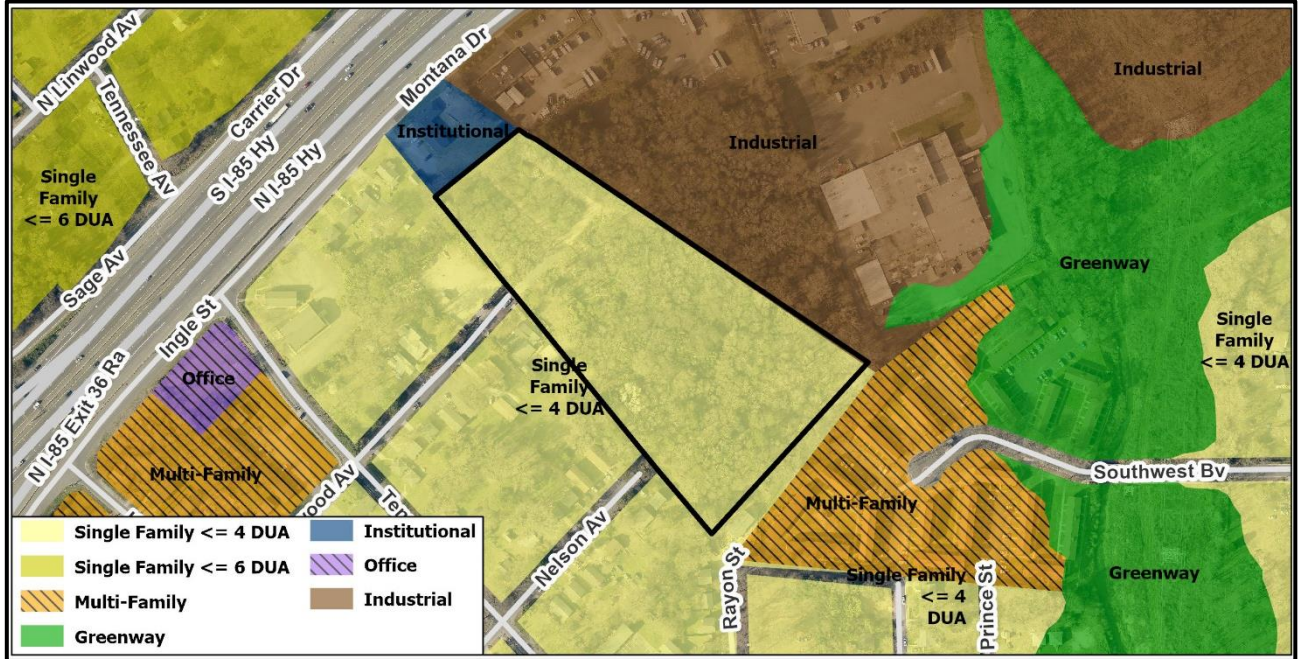 N Linwood Av
Tennessee Av
Carrier Dr
S I-85 Hy
N I-85 Hy
Montana Dr
Sage Av
Ingle St
N I-85 Exit 36 Ra
Single
Family
<= 6 DUA
Institutional
Industrial
Industrial
Greenway
Single
Family
<= 4 DUA
Single
Family
<= 4 DUA
Office
Multi-Family
Multi-Family
Southwest Bv
wood Av
Ten
Nelson Av
Rayon St
Single Family
<= 4
DUA
Prince St
Greenway
Single Family <= 4 DUA
Single Family <= 6 DUA
Multi-Family
Greenway
Institutional
Office
Industrial